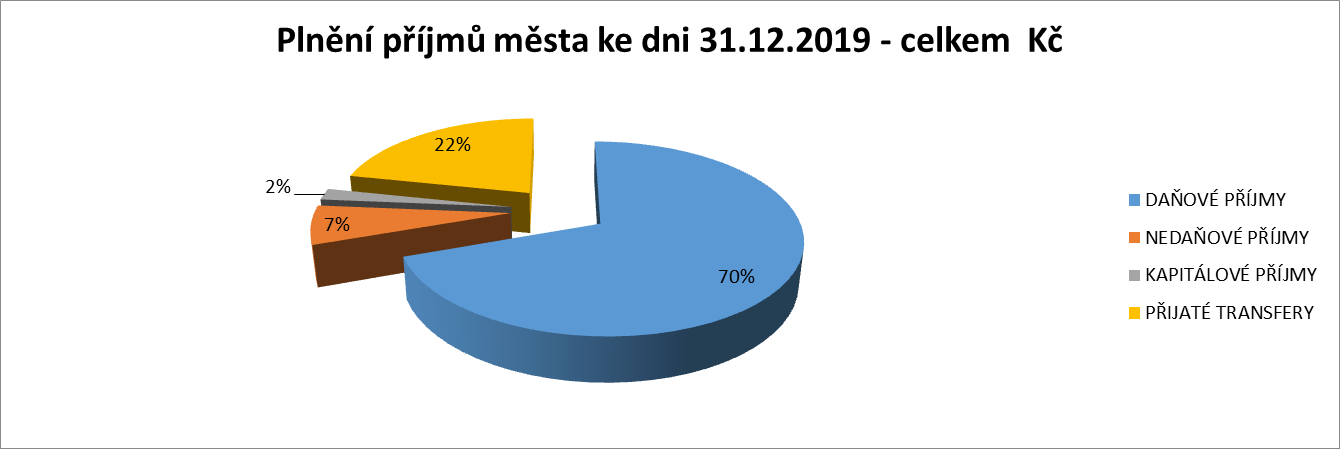 Plnění příjmů města ke dni 31.12.2019 - celkem  Kč
22%
2%
7%
70%
DAŇOVÉ PŘÍJMY
NEDAŇOVÉ PŘÍJMY
KAPITÁLOVÉ PŘÍJMY
PŘIJATÉ TRANSFERY